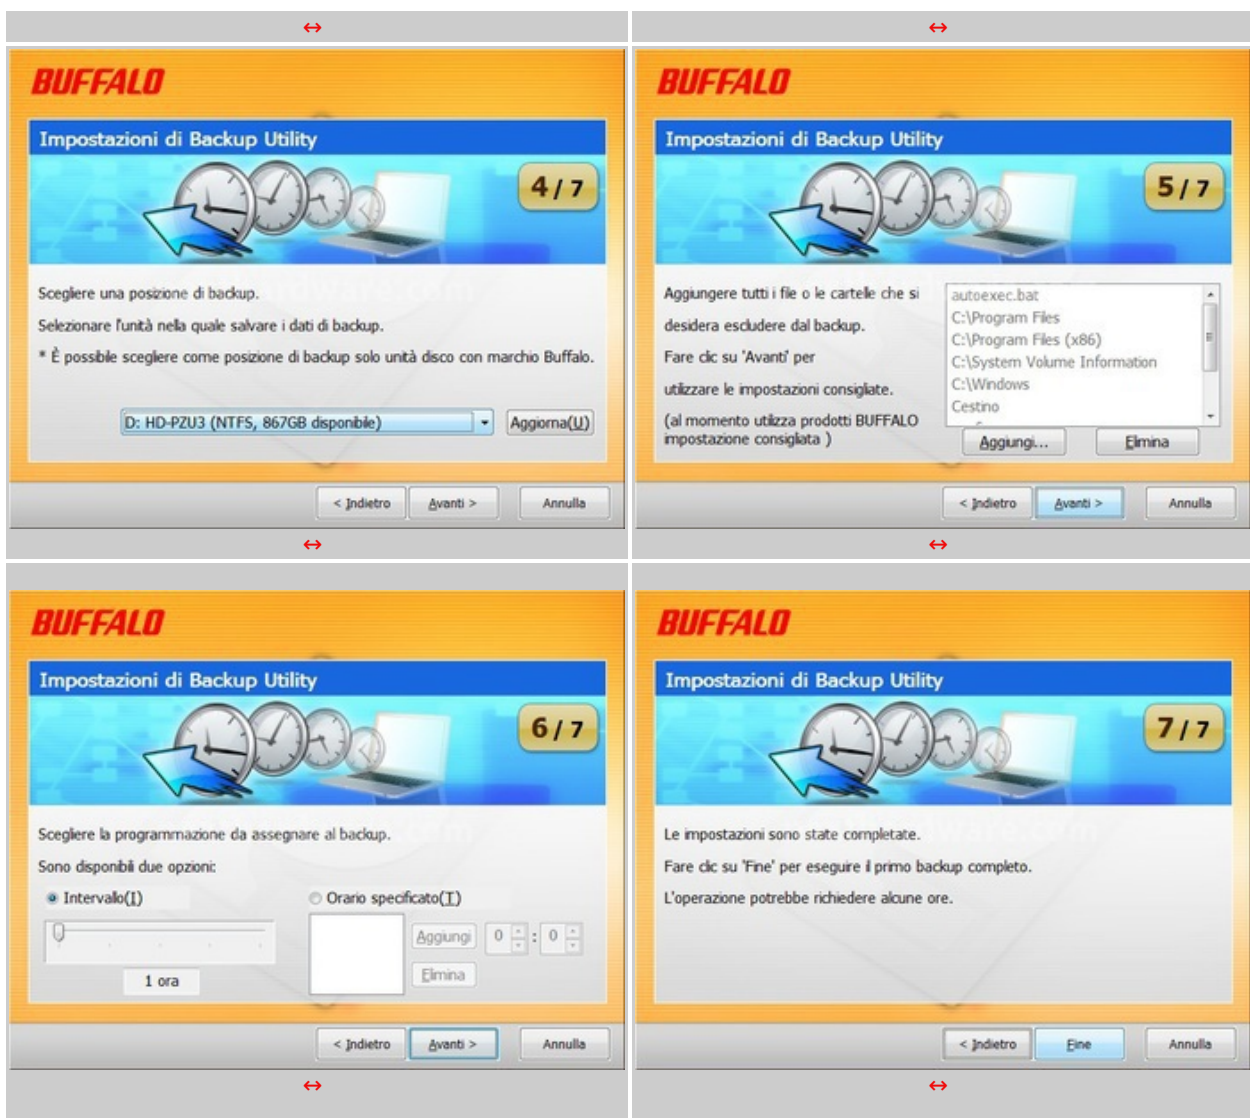 ↔
↔
BUFFALO
Impostazioni di Backup Utility
4 / 7
Scegliere una posizione di backup.
Selezionare l'unità nella quale salvare i dati di backup.
* È possibile scegliere come posizione di backup solo unità disco con marchio Buffalo.
D: HD-PZU3 (NTFS, 867GB disponibile)
Aggiorna(U)
< Indietro
Avanti >
Annulla
↔
BUFFALO
Impostazioni di Backup Utility
5 / 7
Aggiungere tutti i file o le cartelle che si
desidera escludere dal backup.
Fare clic su 'Avanti' per
utilizzare le impostazioni consigliate.
(al momento utilizza prodotti BUFFALO
impostazione consigliata )
autoexec.bat
C:\Program Files
C:\Program Files (x86)
C:\System Volume Information
C:\Windows
Cestino
Aggiungi...
Elimina
< Indietro
Avanti >
Annulla
↔
BUFFALO
Impostazioni di Backup Utility
6 / 7
Scegliere la programmazione da assegnare al backup.
Sono disponibili due opzioni:
Intervallo(I)
1 ora
Orario specificato(T)
Aggiungi
0 : 0
Elimina
< Indietro
Avanti >
Annulla
↔
BUFFALO
Impostazioni di Backup Utility
7 / 7
Le impostazioni sono state completate.
Fare clic su 'Fine' per eseguire il primo backup completo.
L'operazione potrebbe richiedere alcune ore.
< Indietro
Fine
Annulla
↔